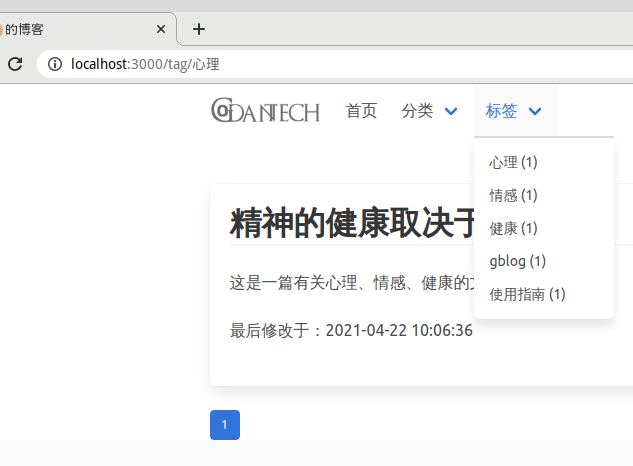 的博客
localhost:3000/tag/心理
CODANTECH 首页 分类 标签
心理 (1)
情感 (1)
健康 (1)
gblog (1)
使用指南 (1)
精神的健康取决于
这是一篇有关心理、情感、健康的
最后修改于：2021-04-22 10:06:36
1